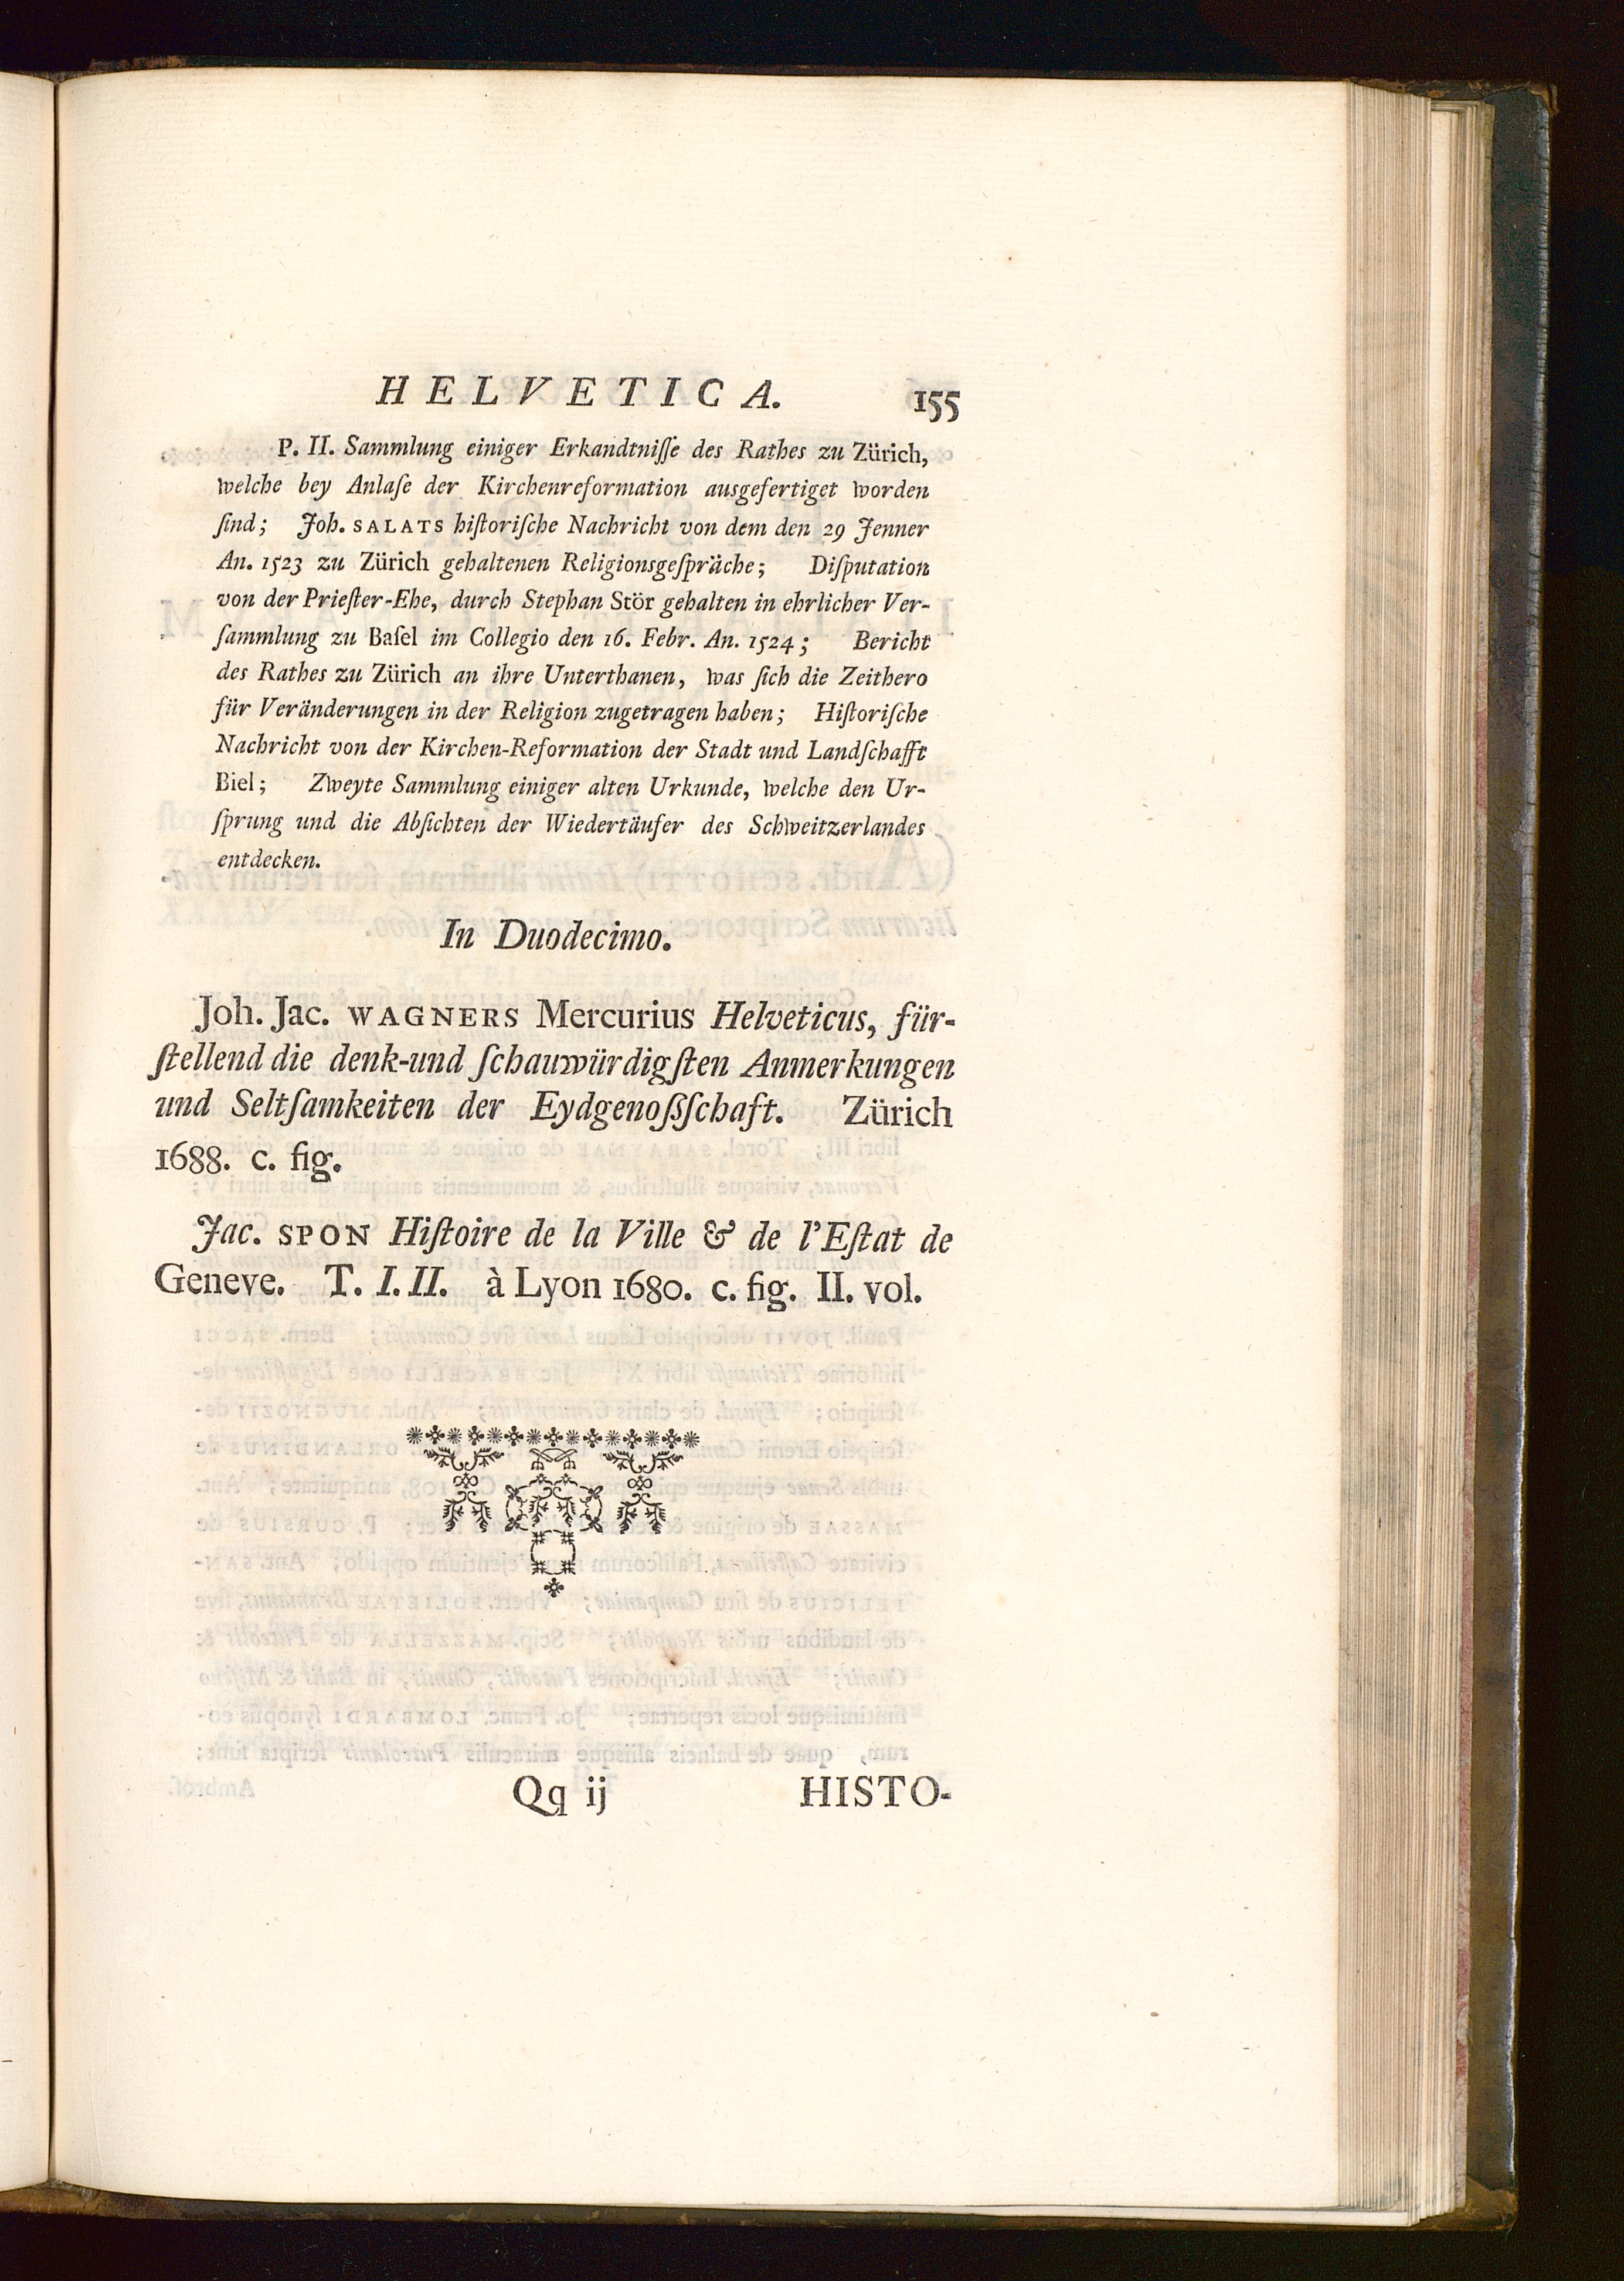 HELVETICA. 155
P. II. Sammlung einiger Erkandtniſſe des Rathes zu Zürich,
welche bey Anlaſe der Kirchenreformation ausgefertiget worden
ſind; Joh. SALATS hiſtoriſche Nachricht von dem den 29 Jenner
An. 1523 zu Zürich gehaltenen Religionsgeſpräche; Diſputation
von der Prieſter-Ehe, durch Stephan Stör gehalten in ehrlicher Ver-
ſammlung zu Baſel im Collegio den 16. Febr. An. 1524; Bericht
des Rathes zu Zürich an ihre Unterthanen, was ſich die Zeithero
für Veränderungen in der Religion zugetragen haben; Hiſtoriſche
Nachricht von der Kirchen-Reformation der Stadt und Landſchafft
Biel; Zweyte Sammlung einiger alten Urkunde, welche den Ur-
ſprung und die Abſichten der Wiedertäufer des Schweitzerlandes
entdecken.
In Duodecimo.
Joh. Jac. WAGNERS Mercurius Helveticus, für-
ſtellend die denk-und ſchauwürdigſten Anmerkungen
und Seltſamkeiten der Eydgenoßſchaft. Zürich
1688. c. fig.
Jac. SPON Hiſtoire de la Ville & de l'Eſtat de
Geneve. T. I. II. à Lyon 1680. c. fig. II. vol.
Qq ij HISTO-